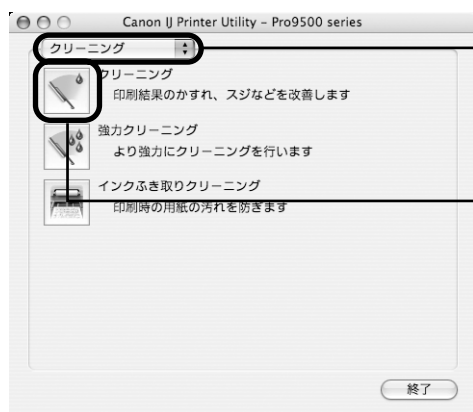 Canon IJ Printer Utility – Pro9500 series
クリーニング
クリーニング
印刷結果のかすれ、スジなどを改善します
強力クリーニング
より強力にクリーニングを行います
インクふき取りクリーニング
印刷時の用紙の汚れを防ぎます
終了